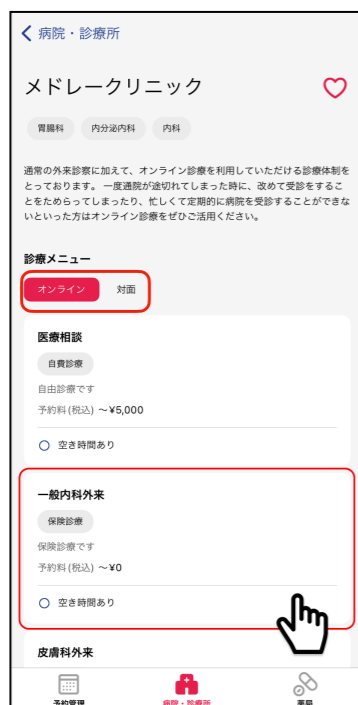 病院・診療所
メドレークリニック
胃腸科 内分泌内科 内科
通常の外来診察に加えて、オンライン診療を利用していただける診療体制を
とっております。 一度通院が途切れてしまった時に、改めて受診をするこ
とをためらってしまったり、忙しくて定期的に病院を受診することができな
いといった方はオンライン診療をぜひご活用ください。
診療メニュー
オンライン 対面
医療相談
自費診療
自由診療です
予約料(税込) 〜¥5,000
空き時間あり
一般内科外来
保険診療
保険診療です
予約料(税込) 〜¥0
空き時間あり
皮膚科外来
予約管理 病院・診療所 薬局